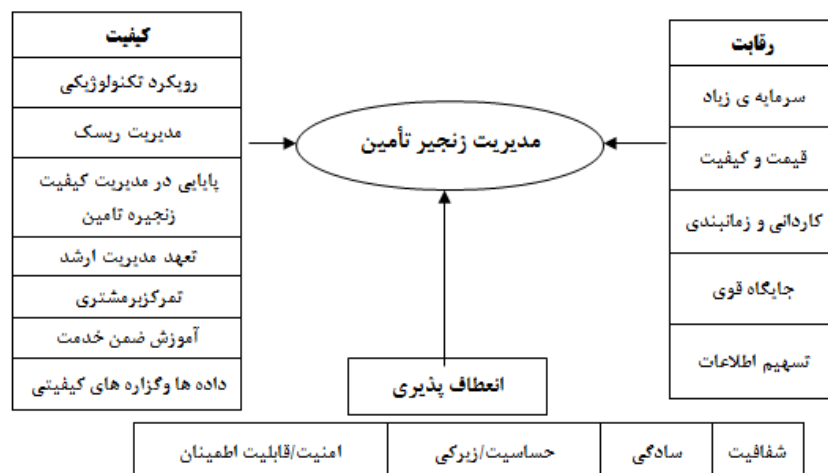 رقابت
سرمایه ی زیاد
قیمت و کیفیت
کاردانی و زمانبندی
جایگاه قوی
تسهیم اطلاعات
مدیریت زنجیر تأمین
کیفیت
رویکرد تکنولوژیکی
مدیریت ریسک
پایایی در مدیریت کیفیت
زنجیره تامین
تعهد مدیریت ارشد
تمرکزبرمشتری
آموزش ضمن خدمت
داده ها وگزاره های کیفیتی
انعطاف پذیری
شفافیت
سادگی
حساسیت/زیرکی
امنیت/قابلیت اطمینان